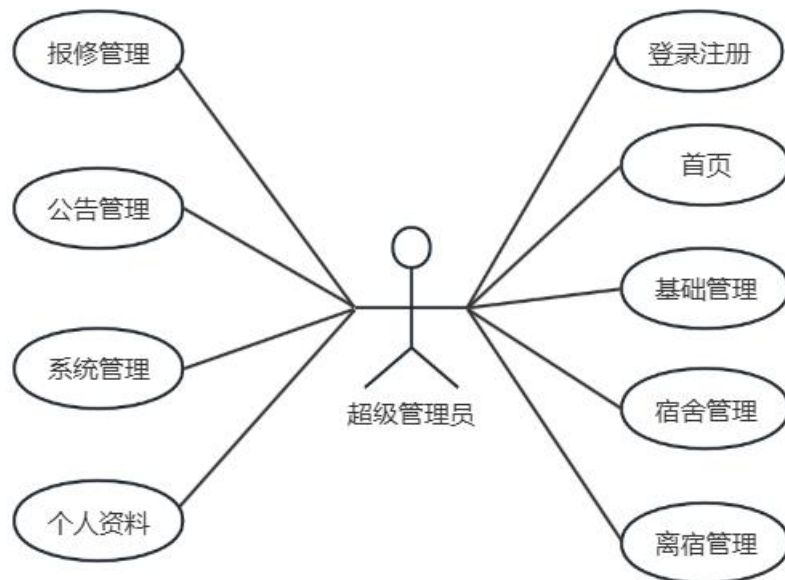 报修管理
登录注册
首页
公告管理
基础管理
系统管理
宿舍管理
超级管理员
个人资料
离宿管理